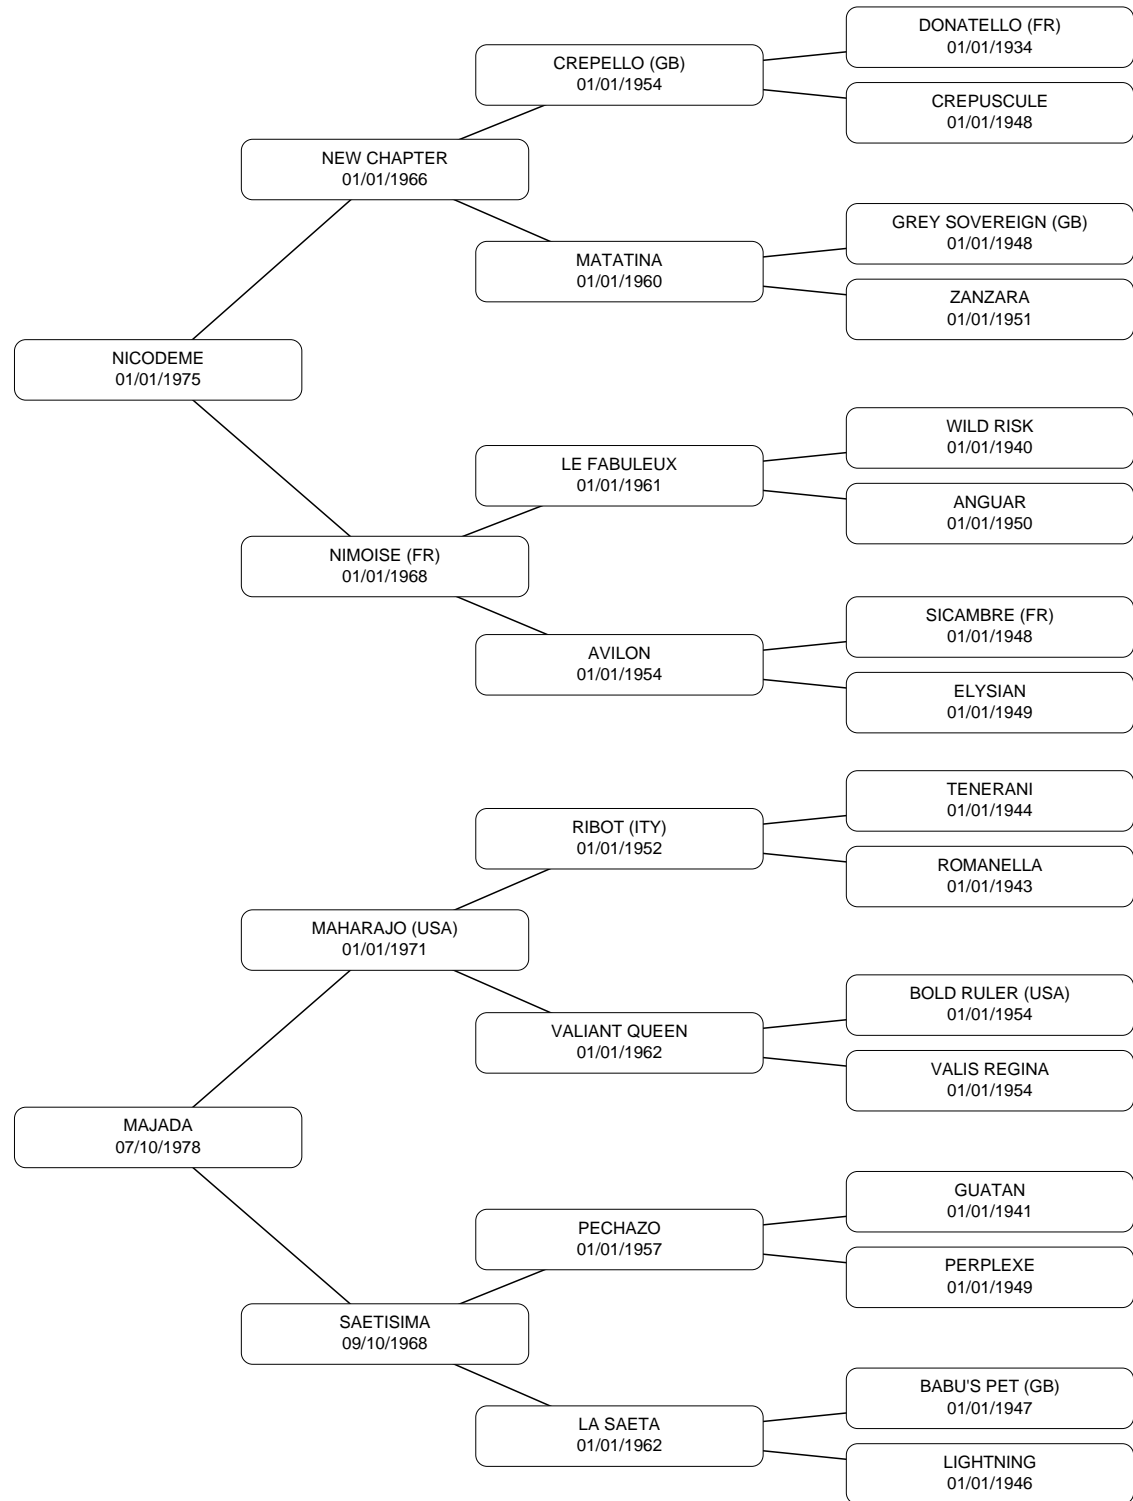 DONATELLO (FR)
01/01/1934
CREPELLO (GB)
01/01/1954
CREPUSCULE
01/01/1948
NEW CHAPTER
01/01/1966
GREY SOVEREIGN (GB)
01/01/1948
MATATINA
01/01/1960
ZANZARA
01/01/1951
NICODEME
01/01/1975
WILD RISK
01/01/1940
LE FABULEUX
01/01/1961
ANGUAR
01/01/1950
NIMOISE (FR)
01/01/1968
SICAMBRE (FR)
01/01/1948
AVILON
01/01/1954
ELYSIAN
01/01/1949
TENERANI
01/01/1944
RIBOT (ITY)
01/01/1952
ROMANELLA
01/01/1943
MAHARAJO (USA)
01/01/1971
BOLD RULER (USA)
01/01/1954
VALIANT QUEEN
01/01/1962
VALIS REGINA
01/01/1954
MAJADA
07/10/1978
GUATAN
01/01/1941
PECHAZO
01/01/1957
PERPLEXE
01/01/1949
SAETISIMA
09/10/1968
BABU'S PET (GB)
01/01/1947
LA SAETA
01/01/1962
LIGHTNING
01/01/1946